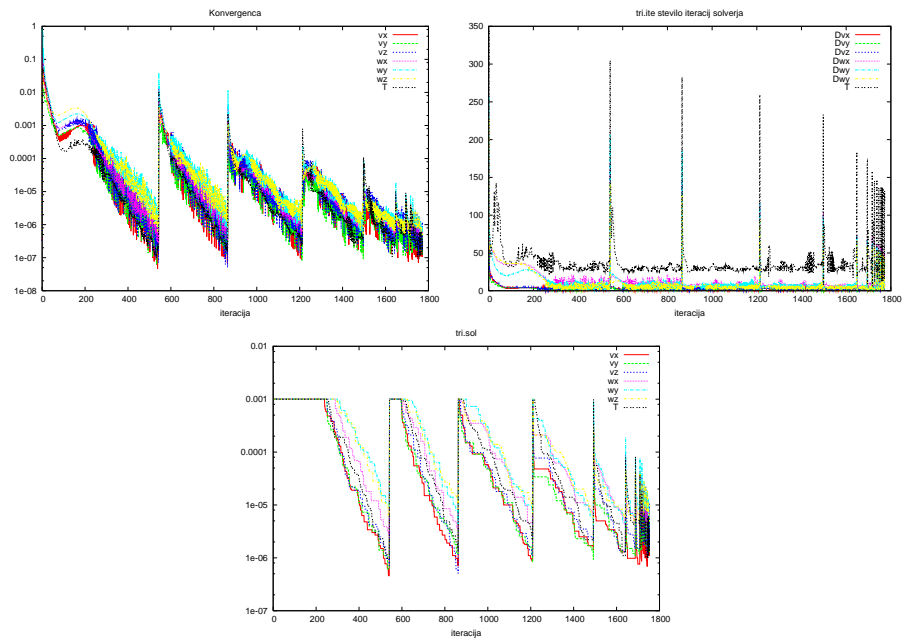 Konvergenca
1
0.1
0.01
0.001
0.0001
1e-05
1e-06
1e-07
1e-08
0 200 400 600 800 1000 1200 1400 1600 1800
iteracija
vx
vy
vz
wx
wy
wz
T
tri.ite stevilo iteracij solverja
350
300
250
200
150
100
50
0
0 200 400 600 800 1000 1200 1400 1600 1800
iteracija
Dvx
Dvy
Dvz
Dwx
Dwy
Dwy
T
tri.sol
0.01
0.001
0.0001
1e-05
1e-06
1e-07
0 200 400 600 800 1000 1200 1400 1600 1800
iteracija
vx
vy
vz
wx
wy
wz
T